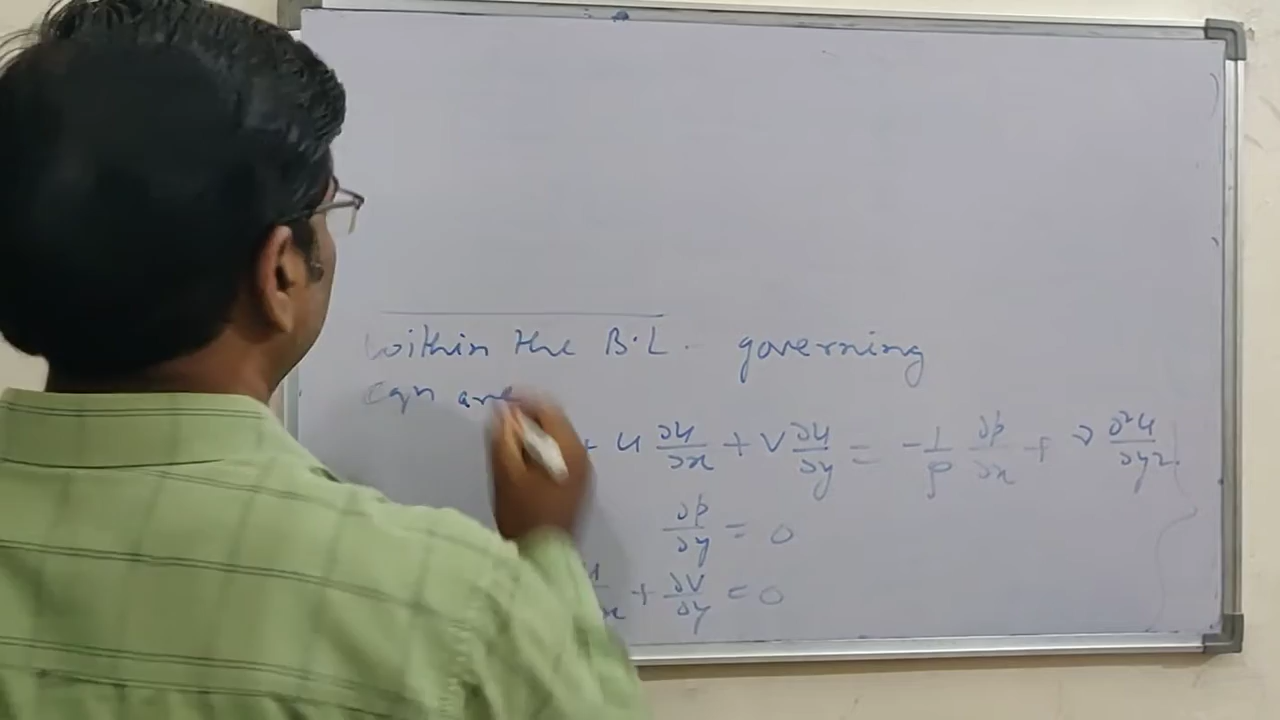 within the B.L. governing
eqn are
+ u ∂u/∂x + v ∂u/∂y = -1/ρ ∂p/∂x + ν ∂²u/∂y².
∂p/∂y = 0
+ ∂v/∂y = 0